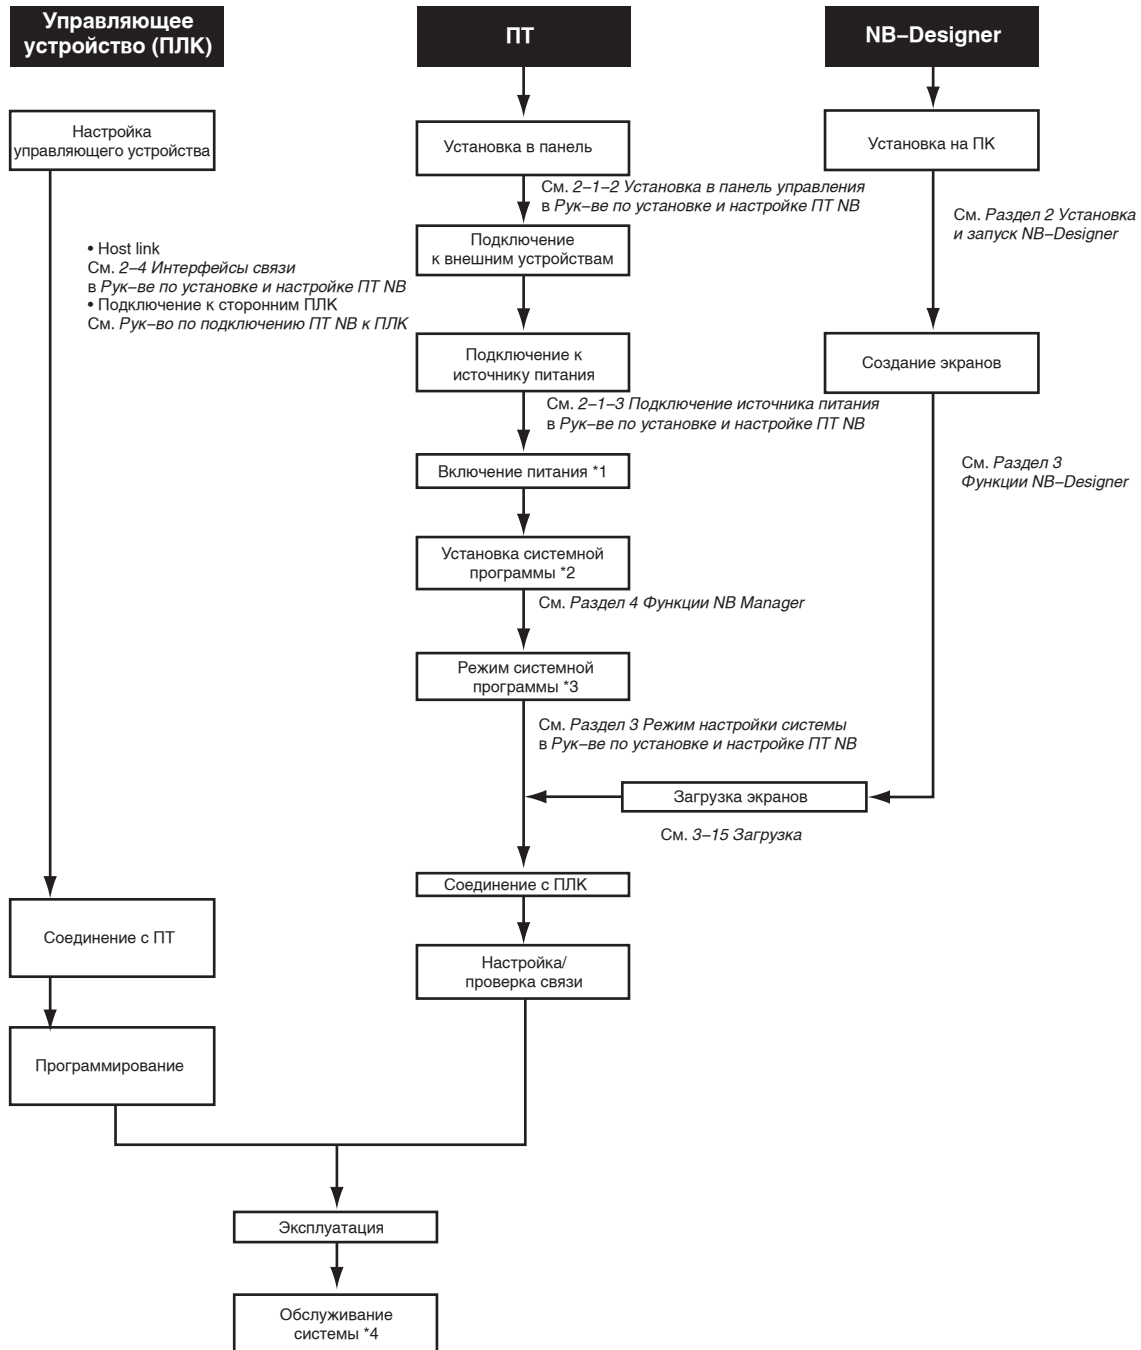 Управляющее
устройство (ПЛК)
ПТ
NB–Designer
Настройка
управляющего устройства
Установка в панель
Установка на ПК
См. 2–1–2 Установка в панель управления
в Рук–ве по установке и настройке ПТ NB
См. Раздел 2 Установка
и запуск NB–Designer
Подключение
к внешним устройствам
• Host link
См. 2–4 Интерфейсы связи
в Рук–ве по установке и настройке ПТ NB
• Подключение к сторонним ПЛК
См. Рук–во по подключению ПТ NB к ПЛК
Подключение к
источнику питания
Создание экранов
См. 2–1–3 Подключение источника питания
в Рук–ве по установке и настройке ПТ NB
Включение питания *1
См. Раздел 3
Функции NB–Designer
Установка системной
программы *2
См. Раздел 4 Функции NB Manager
Режим системной
программы *3
См. Раздел 3 Режим настройки системы
в Рук–ве по установке и настройке ПТ NB
Загрузка экранов
См. 3–15 Загрузка
Соединение с ПЛК
Соединение с ПТ
Настройка/
проверка связи
Программирование
Эксплуатация
Обслуживание
системы *4